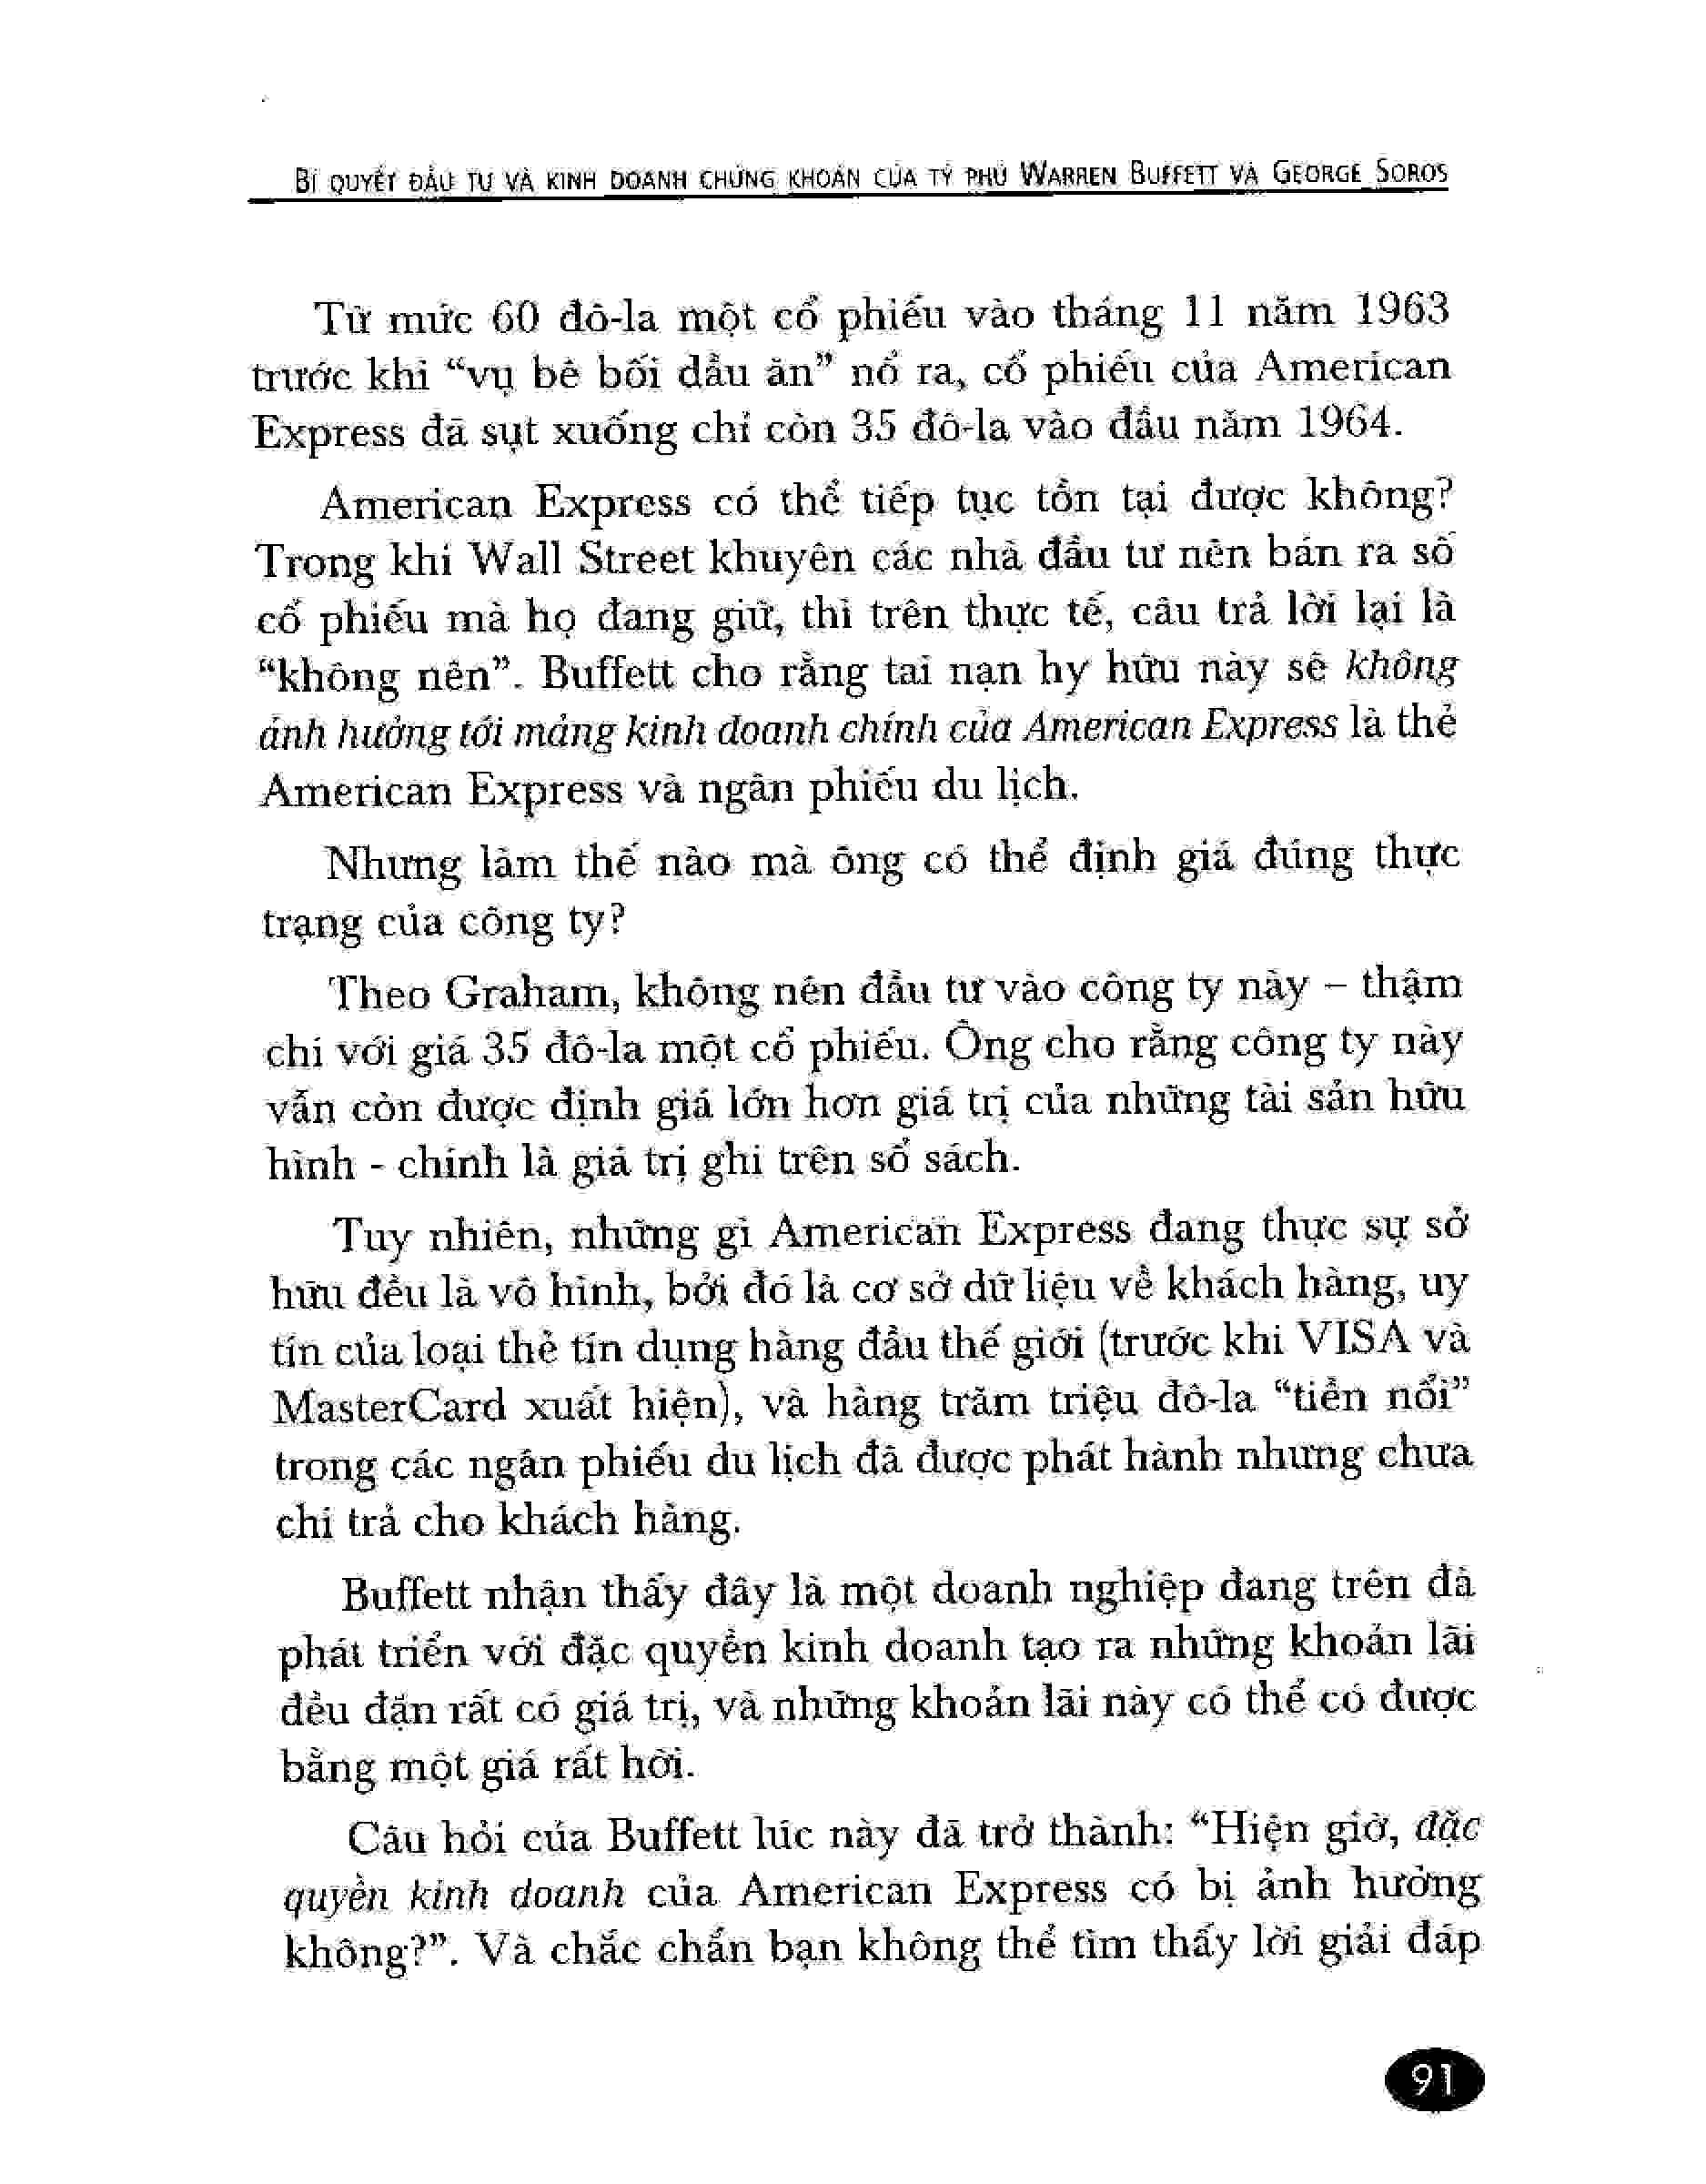 BÍ QUYẾT ĐẦU TƯ VÀ KINH DOANH CHỨNG KHOÁN CỦA TỶ PHÚ WARREN BUFFETT VÀ GEORGE SOROS
Từ mức 60 đô-la một cổ phiếu vào tháng 11 năm 1963
trước khi “vụ bê bối dầu ăn” nổ ra, cổ phiếu của American
Express đã sụt xuống chỉ còn 35 đô-la vào đầu năm 1964.
American Express có thể tiếp tục tồn tại được không?
Trong khi Wall Street khuyên các nhà đầu tư nên bán ra số
cổ phiếu mà họ đang giữ, thì trên thực tế, câu trả lời lại là
“không nên”. Buffett cho rằng tai nạn hy hữu này sẽ không
ảnh hưởng tới mảng kinh doanh chính của American Express là thẻ
American Express và ngân phiếu du lịch.
Nhưng làm thế nào mà ông có thể định giá đúng thực
trạng của công ty?
Theo Graham, không nên đầu tư vào công ty này – thậm
chí với giá 35 đô-la một cổ phiếu. Ông cho rằng công ty này
vẫn còn được định giá lớn hơn giá trị của những tài sản hữu
hình - chính là giá trị ghi trên sổ sách.
Tuy nhiên, những gì American Express đang thực sự sở
hữu đều là vô hình, bởi đó là cơ sở dữ liệu về khách hàng, uy
tín của loại thẻ tín dụng hàng đầu thế giới (trước khi VISA và
MasterCard xuất hiện), và hàng trăm triệu đô-la “tiền nổi”
trong các ngân phiếu du lịch đã được phát hành nhưng chưa
chi trả cho khách hàng.
Buffett nhận thấy đây là một doanh nghiệp đang trên đà
phát triển với đặc quyền kinh doanh tạo ra những khoản lãi
đều đặn rất có giá trị, và những khoản lãi này có thể có được
bằng một giá rất hời.
Câu hỏi của Buffett lúc này đã trở thành: “Hiện giờ, đặc
quyền kinh doanh của American Express có bị ảnh hưởng
không?”. Và chắc chắn bạn không thể tìm thấy lời giải đáp
91